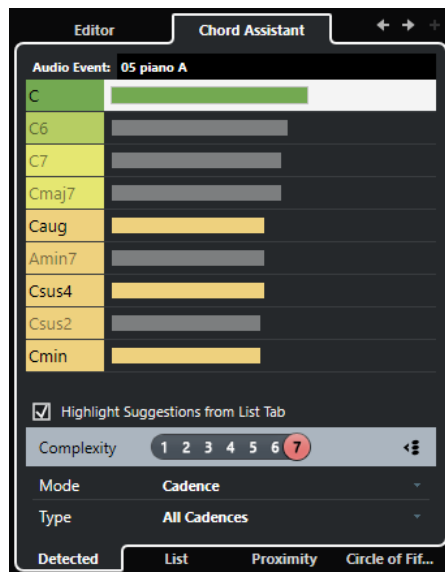 Editor Chord Assistant
Audio Event: 05 piano A
C
C6
C7
Cmaj7
Caug
Amin7
Csus4
Csus2
Cmin
Highlight Suggestions from List Tab
Complexity 1 2 3 4 5 6 7
Mode Cadence
Type All Cadences
Detected List Proximity Circle of Fif...